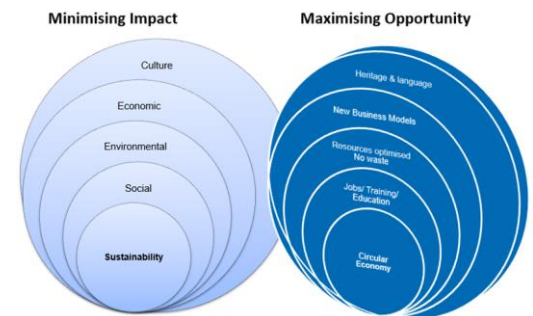 Minimising Impact
Culture
Economic
Environmental
Social
Sustainability
Maximising Opportunity
Heritage & language
New Business Models
Resources optimised
No waste
Jobs/ Training/
Education
Circular
Economy